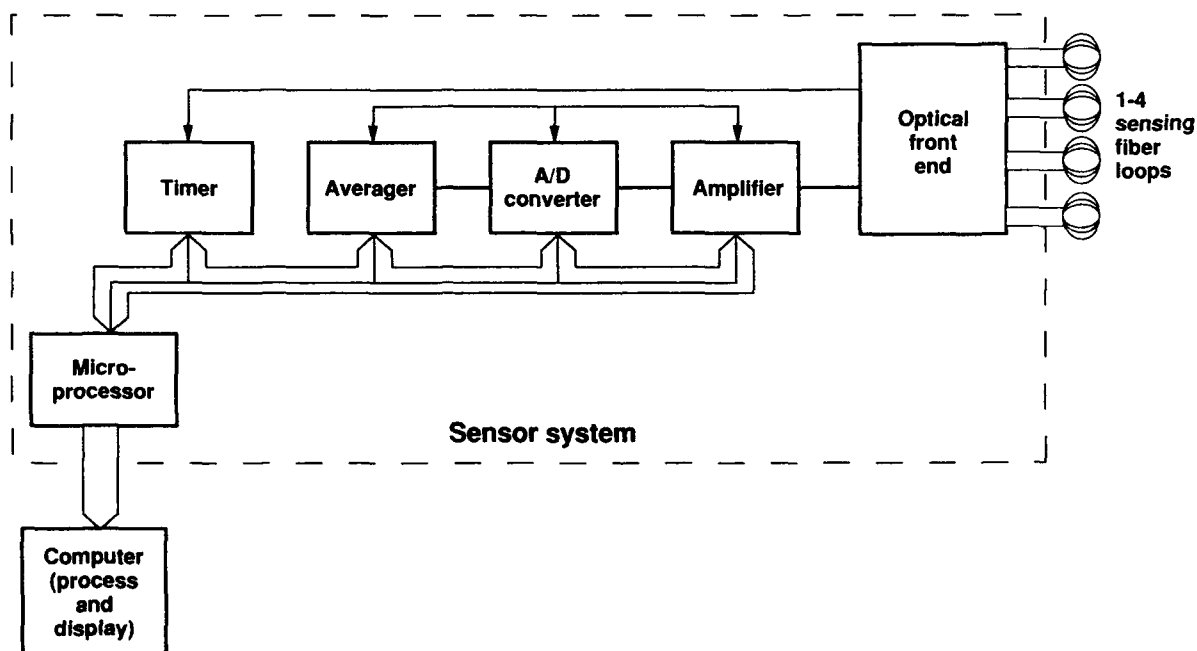 Optical
front
end
1-4
sensing
fiber
loops
Timer
Averager
A/D
converter
Amplifier
Micro-
processor
Sensor system
Computer
(process
and
display)